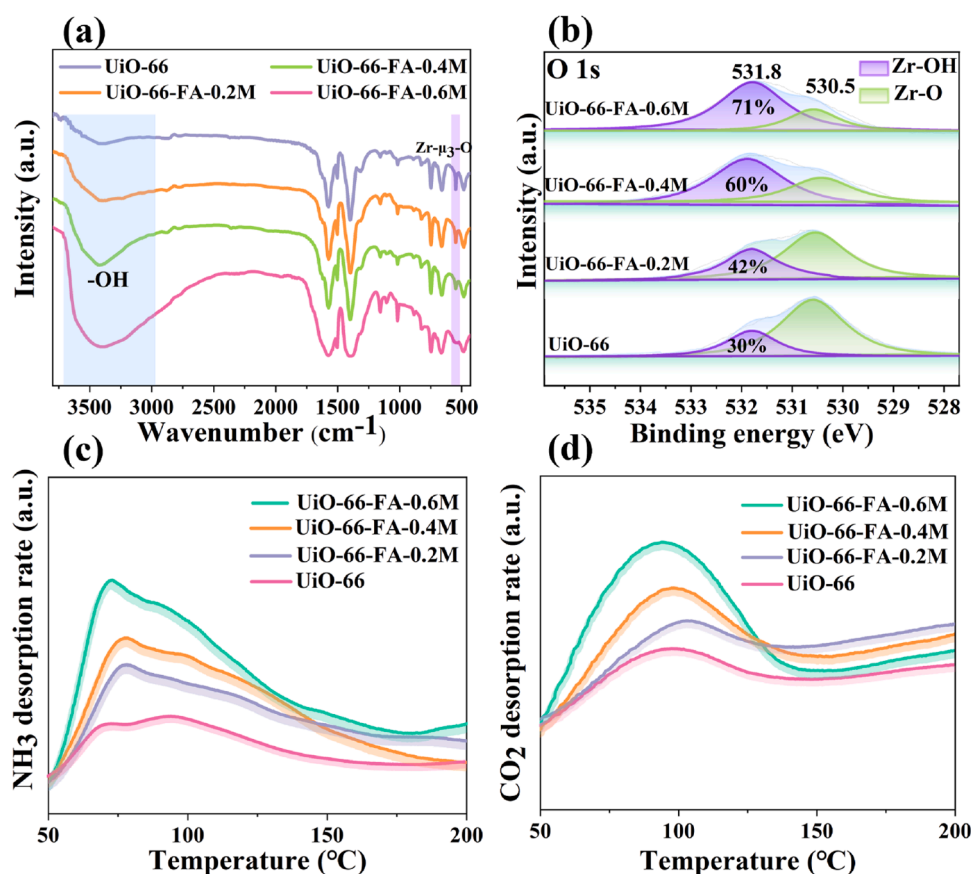 (a)
UiO-66
UiO-66-FA-0.4M
UiO-66-FA-0.2M
UiO-66-FA-0.6M
Zr-μ3-O
-OH
Intensity (a.u.)
3500 3000 2500 2000 1500 1000 500
Wavenumber (cm-1)
(b)
O 1s
531.8
530.5
Zr-OH
Zr-O
UiO-66-FA-0.6M
71%
UiO-66-FA-0.4M
60%
UiO-66-FA-0.2M
42%
UiO-66
30%
Intensity (a.u.)
535 534 533 532 531 530 529 528
Binding energy (eV)
(c)
UiO-66-FA-0.6M
UiO-66-FA-0.4M
UiO-66-FA-0.2M
UiO-66
NH3 desorption rate (a.u.)
50 100 150 200
Temperature (℃)
(d)
UiO-66-FA-0.6M
UiO-66-FA-0.4M
UiO-66-FA-0.2M
UiO-66
CO2 desorption rate (a.u.)
50 100 150 200
Temperature (℃)